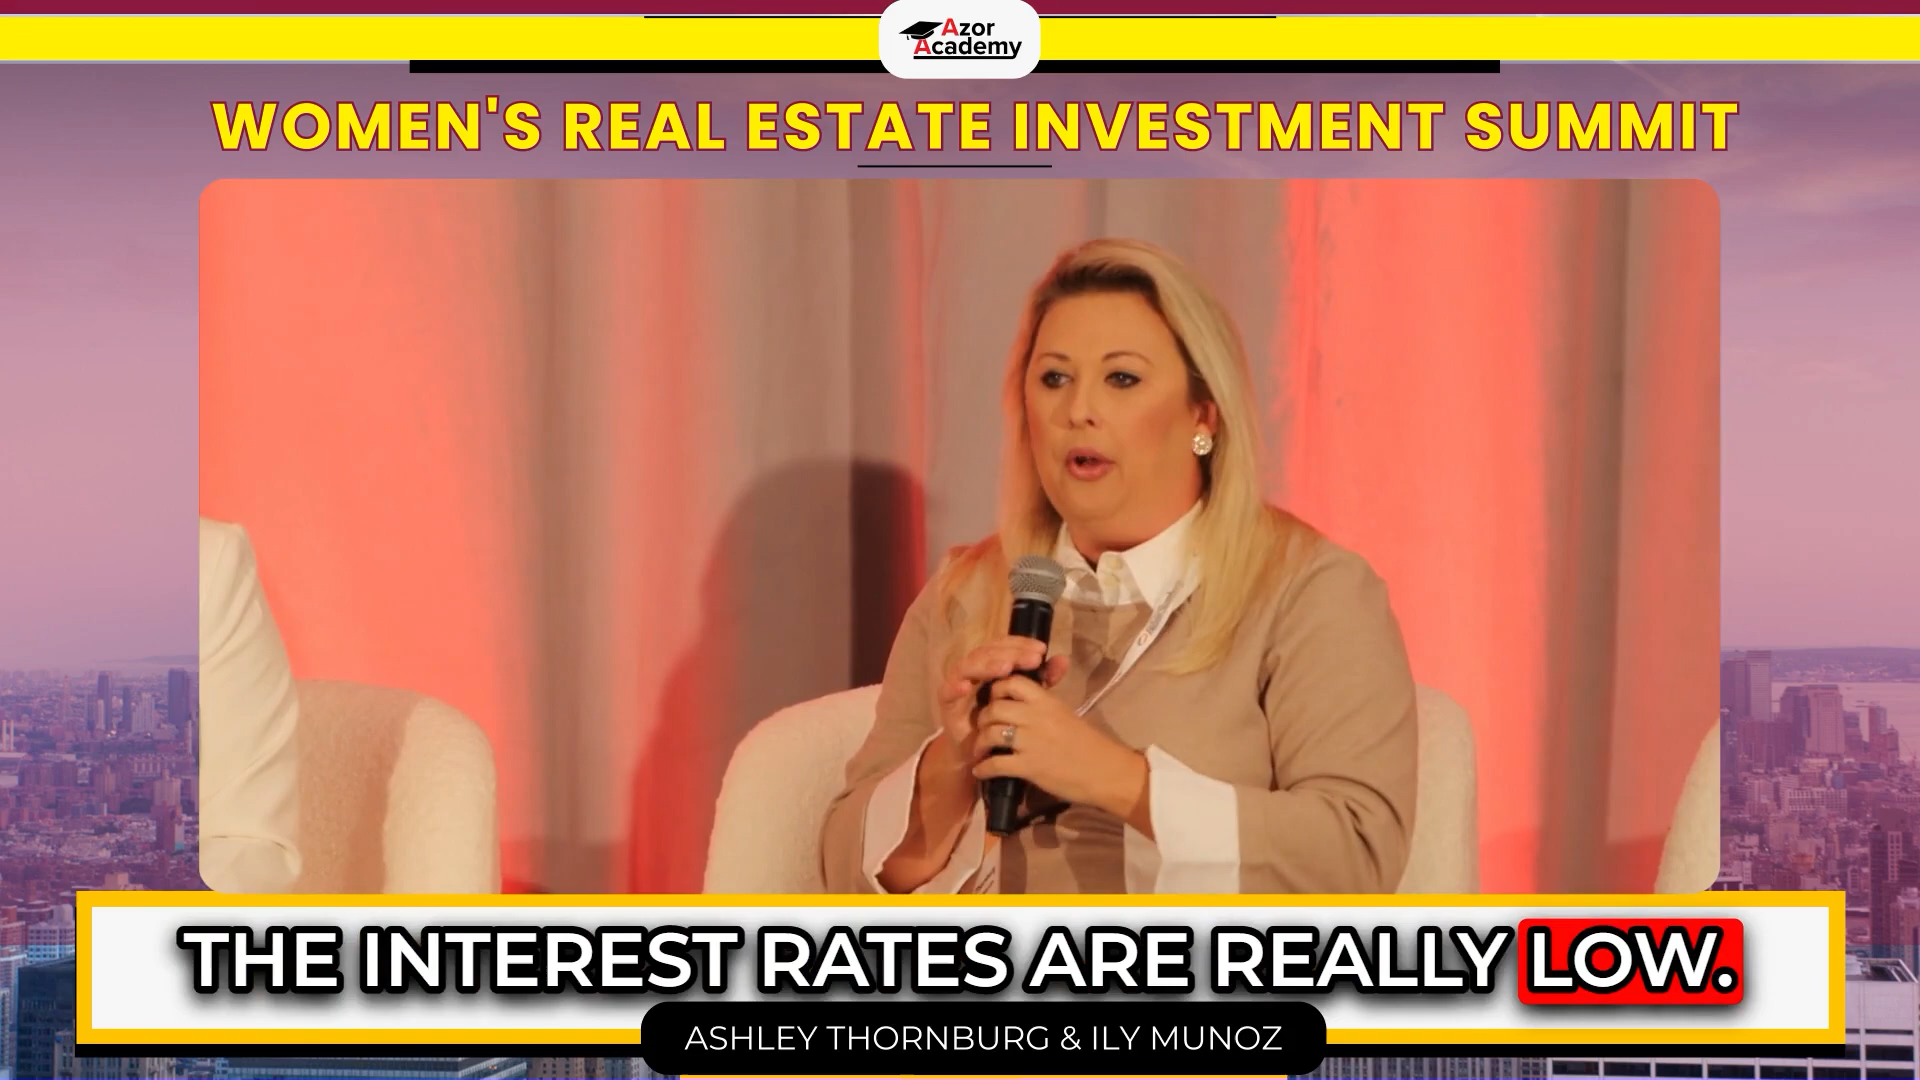 Azor
Academy
WOMEN'S REAL ESTATE INVESTMENT SUMMIT
THE INTEREST RATES ARE REALLY LOW.
ASHLEY THORNBURG & ILY MUNOZ